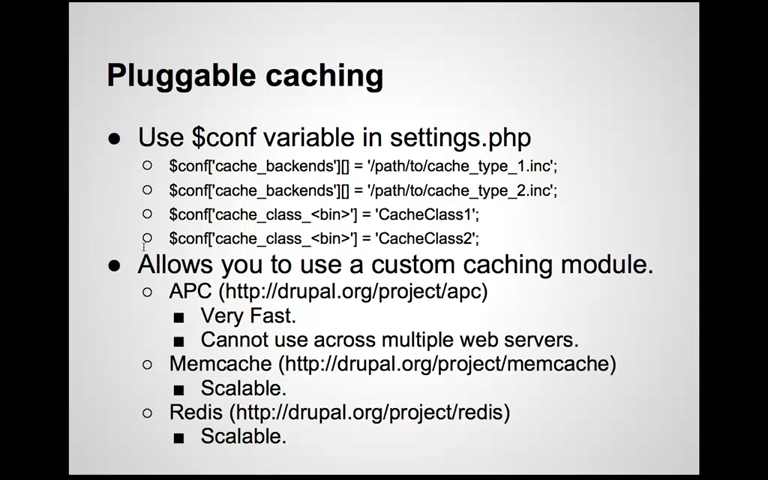 Pluggable caching
● Use $conf variable in settings.php
○ $conf['cache_backends'][] = '/path/to/cache_type_1.inc';
○ $conf['cache_backends'][] = '/path/to/cache_type_2.inc';
○ $conf['cache_class_<bin>'] = 'CacheClass1';
○ $conf['cache_class_<bin>'] = 'CacheClass2';
● Allows you to use a custom caching module.
○ APC (http://drupal.org/project/apc)
■ Very Fast.
■ Cannot use across multiple web servers.
○ Memcache (http://drupal.org/project/memcache)
■ Scalable.
○ Redis (http://drupal.org/project/redis)
■ Scalable.